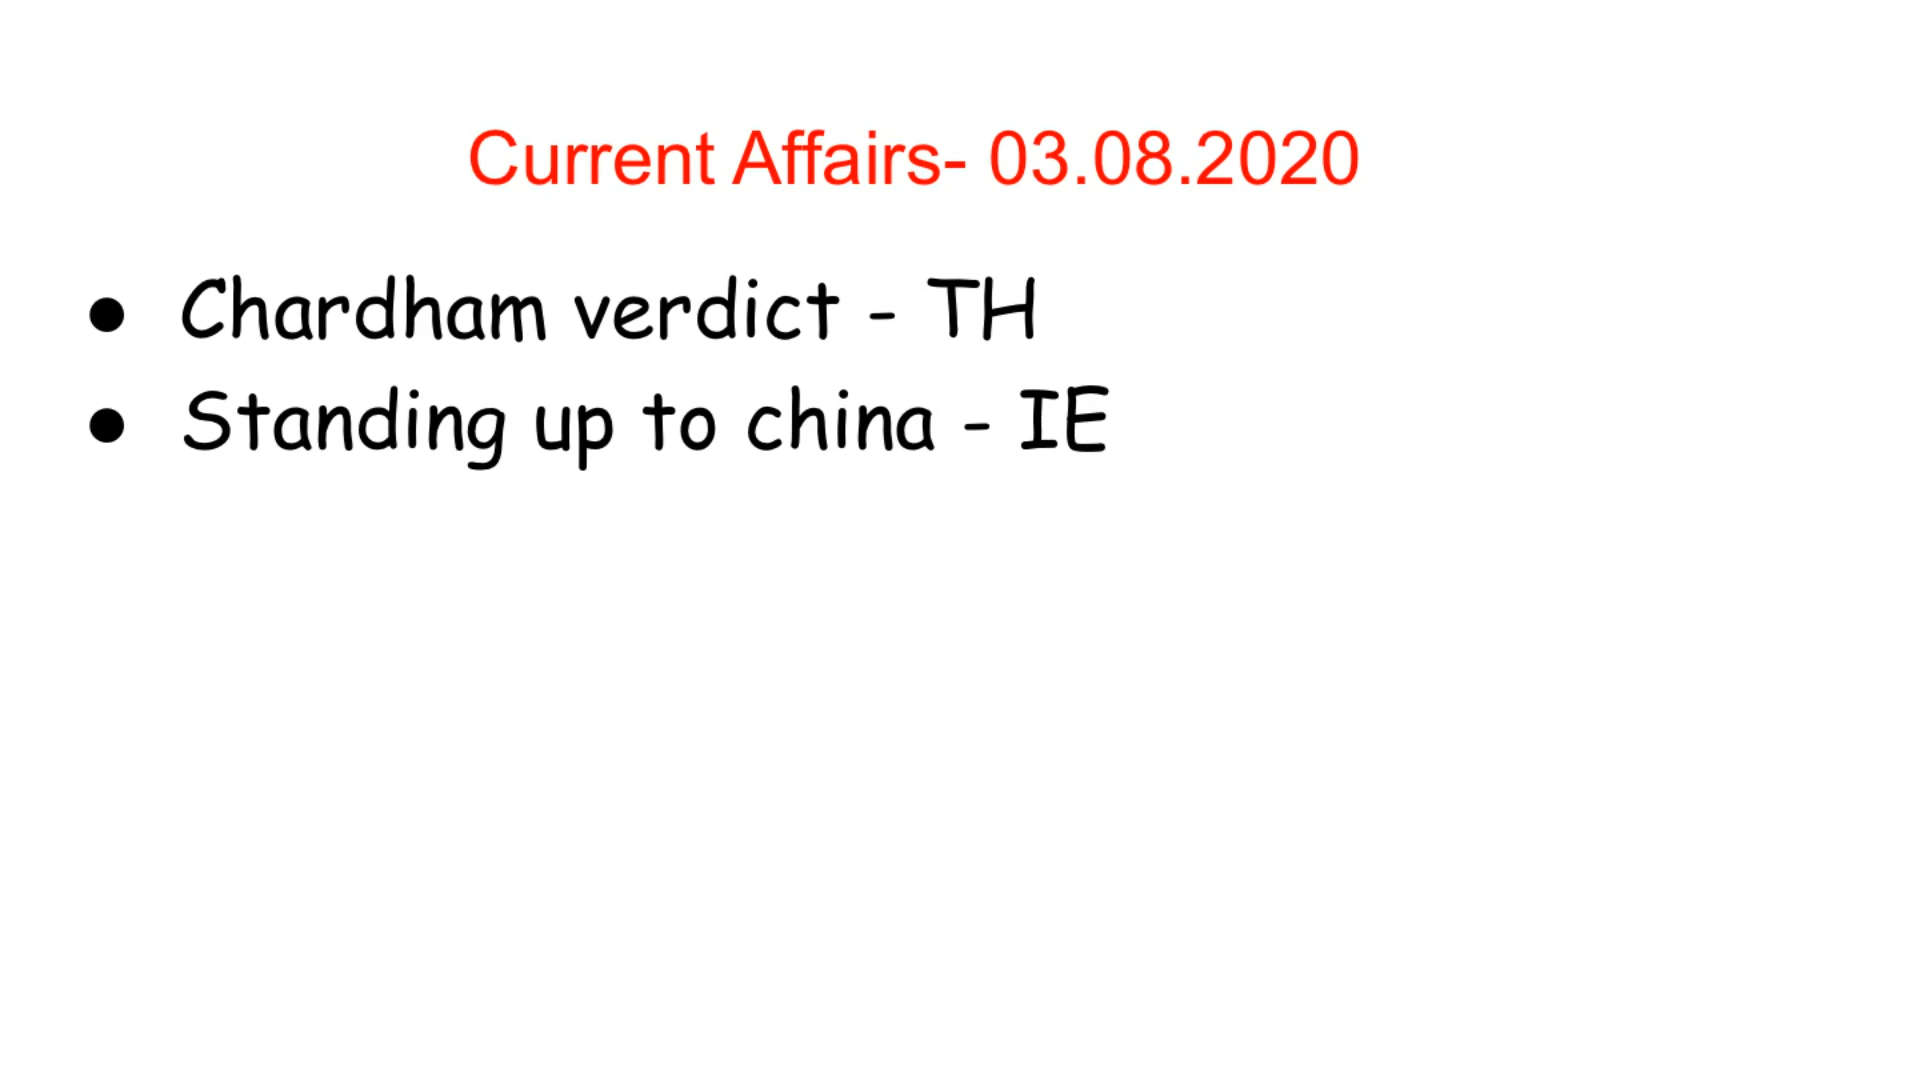 Current Affairs- 03.08.2020
● Chardham verdict - TH
● Standing up to china - IE